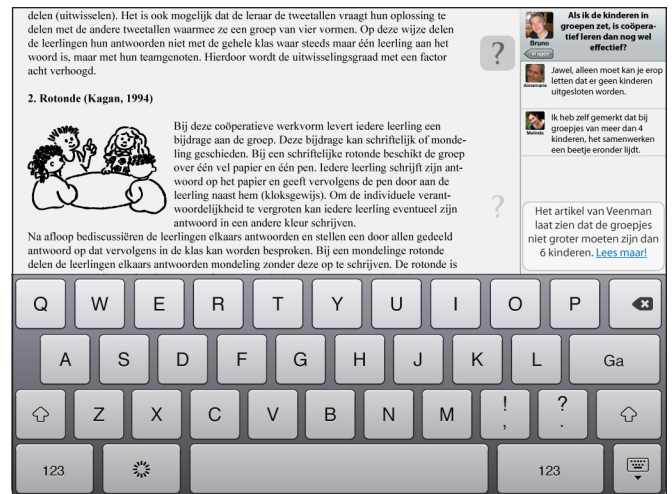 delen (uitwisselen). Het is ook mogelijk dat de leraar de tweetallen vraagt hun oplossing te
delen met de andere tweetallen waarmee ze een groep van vier vormen. Op deze wijze delen
de leerlingen hun antwoorden niet met de gehele klas waar steeds maar één leerling aan het
woord is, maar met hun teamgenoten. Hierdoor wordt de uitwisselingsgraad met een factor
acht verhoogd.
2. Rotonde (Kagan, 1994)
Bij deze coöperatieve werkvorm levert iedere leerling een
bijdrage aan de groep. Deze bijdrage kan schriftelijk of monde-
ling geschieden. Bij een schriftelijke rotonde beschikt de groep
over één vel papier en één pen. Iedere leerling schrijft zijn ant-
woord op het papier en geeft vervolgens de pen door aan de
leerling naast hem (kloksgewijs). Om de individuele verant-
woordelijkheid te vergroten kan iedere leerling eventueel zijn
antwoord in een andere kleur schrijven.
Na afloop bediscussiëren de leerlingen elkaars antwoorden en stellen een door allen gedeeld
antwoord op dat vervolgens in de klas kan worden besproken. Bij een mondelinge rotonde
delen de leerlingen elkaars antwoorden mondeling zonder deze op te schrijven. De rotonde is
?
?
Bruno
Vragen
Als ik de kinderen in
groepen zet, is coöpera-
tief leren dan nog wel
effectief?
Annemarie
Jawel, alleen moet kan je erop
letten dat er geen kinderen
uitgesloten worden.
Melinda
Ik heb zelf gemerkt dat bij
groepjes van meer dan 4
kinderen, het samenwerken
een beetje eronder lijdt.
Het artikel van Veenman
laat zien dat de groepjes
niet groter moeten zijn dan
6 kinderen. Lees maar!
Q W E R T Y U I O P
A S D F G H J K L Ga
Z X C V B N M ! , ? .
123 123